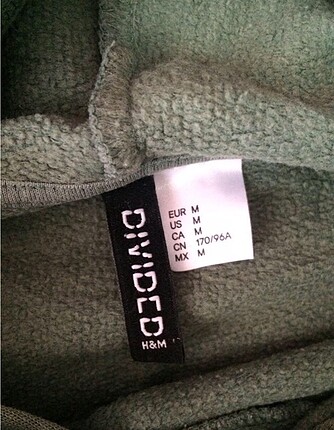 DIVIDED
H&M
EUR M
US M
CA M
CN 170/96A
MX M